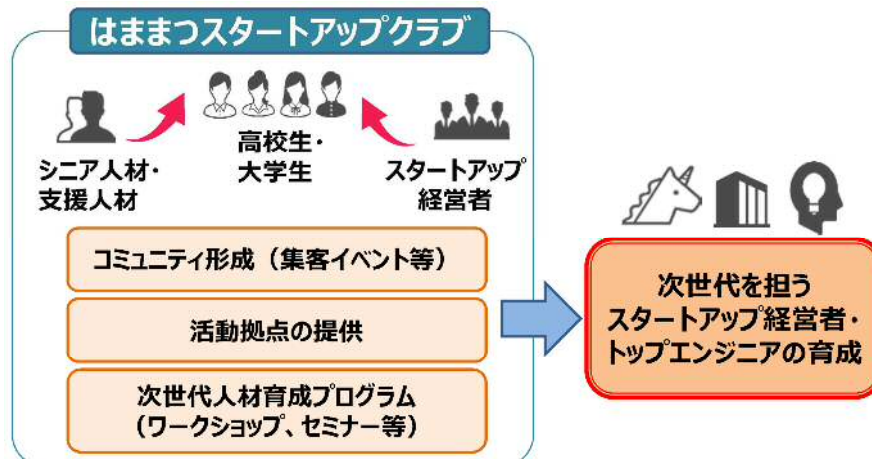 はままつスタートアップクラブ
シニア人材・
支援人材
高校生・
大学生
スタートアップ
経営者
コミュニティ形成（集客イベント等）
活動拠点の提供
次世代人材育成プログラム
（ワークショップ、セミナー等）
次世代を担う
スタートアップ経営者・
トップエンジニアの育成